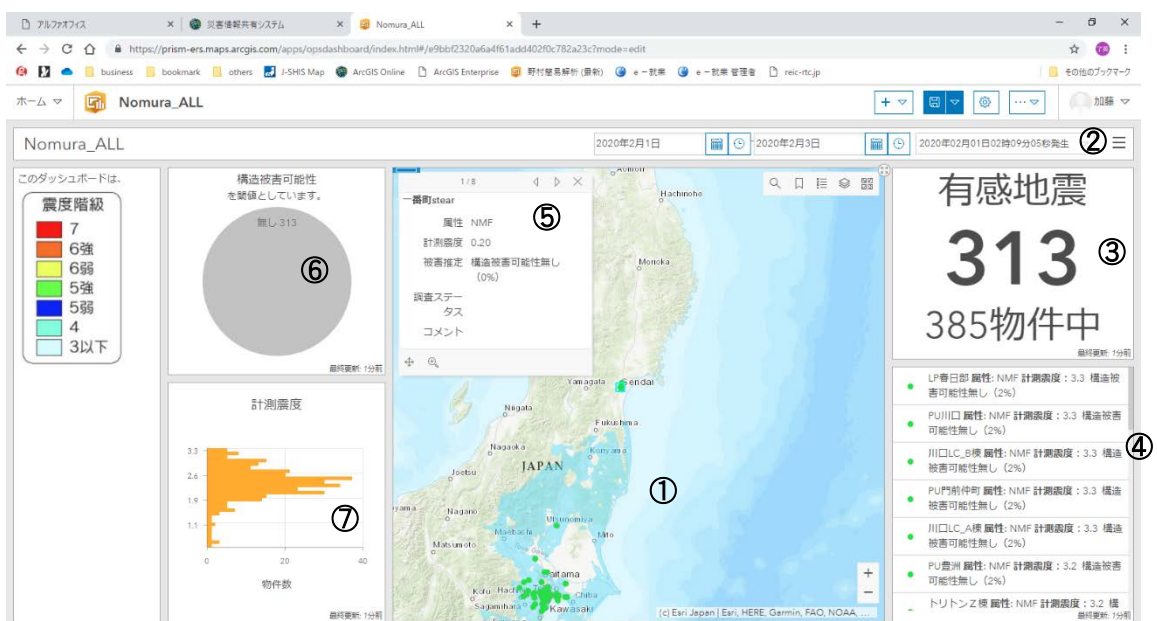 アルファオフィス
災害情報共有システム
Nomura_ALL
https://prism-ers.maps.arcgis.com/apps/opsdashboard/index.html#/e9bbf2320a6a4f61add402f0c782a23c?mode=edit
business
bookmark
others
J-SHIS Map
ArcGIS Online
ArcGIS Enterprise
野村簡易解析(最新)
e-就業
e-就業 管理者
reic-rtc.jp
その他のブックマーク
ホーム
Nomura_ALL
加藤
Nomura_ALL
2020年2月1日
2020年2月3日
2020年02月01日02時09分05秒発生
②
このダッシュボードは、
震度階級
7
6強
6弱
5強
5弱
4
3以下
構造被害可能性
を閾値としています。
無し 313
⑥
最終更新: 1分前
計測震度
3.3
2.6
1.9
1.1
0
20
40
物件数
⑦
最終更新: 1分前
1/8
一番町stear
⑤
属性 NMF
計測震度 0.20
被害推定 構造被害可能性無し
(0%)
調査ステー
タス
コメント
Aomori
Hachinohe
Morioka
Yamagata
Sendai
Niigata
Fukushima
Nagaoka
Koriyama
Joetsu
JAPAN
①
Nagano
Utsunomiya
Maebashi
Mito
Matsumoto
Saitama
Kofu
Tokyo
Chiba
Sagamihara
Kawasaki
(c) Esri Japan | Esri, HERE, Garmin, FAO, NOAA, ...
有感地震
313
③
385物件中
最終更新: 1分前
LP春日部 属性: NMF 計測震度：3.3 構造被
害可能性無し（2%）
PU川口 属性: NMF 計測震度：3.3 構造被害
可能性無し（2%）
④
川口LC_B棟 属性: NMF 計測震度：3.3 構造
被害可能性無し（2%）
PU門前仲町 属性: NMF 計測震度：3.3 構造
被害可能性無し（2%）
川口LC_A棟 属性: NMF 計測震度：3.3 構造
被害可能性無し（2%）
PU豊洲 属性: NMF 計測震度：3.2 構造被害
可能性無し（2%）
トリトンZ棟 属性: NMF 計測震度：3.2 構
最終更新: 1分前